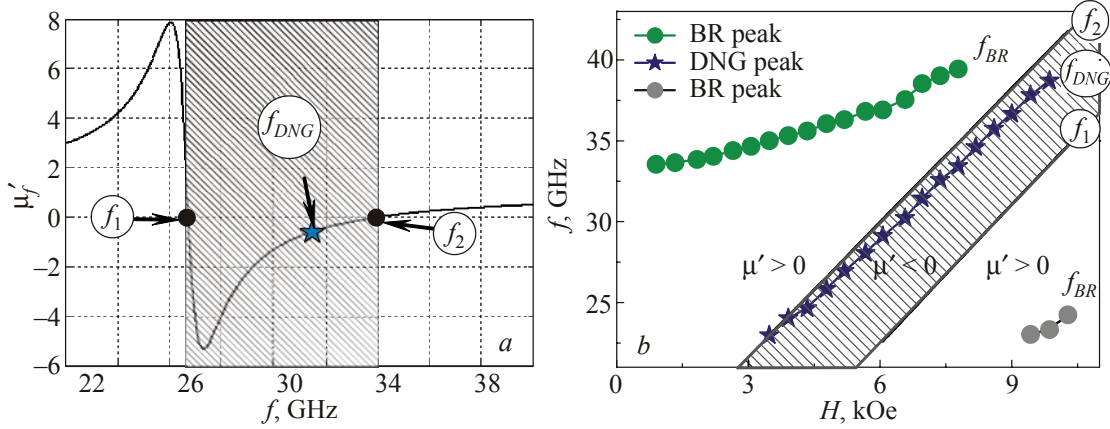 8
6
4
2
0
−2
−4
−6
μ′f
f1
fDNG
f2
a
22
26
30
34
38
f, GHz
BR peak
DNG peak
BR peak
fBR
f2
fDNG
f1
μ′ > 0
μ′ < 0
μ′ > 0
fBR
b
40
35
30
25
f, GHz
0
3
6
9
H, kOe